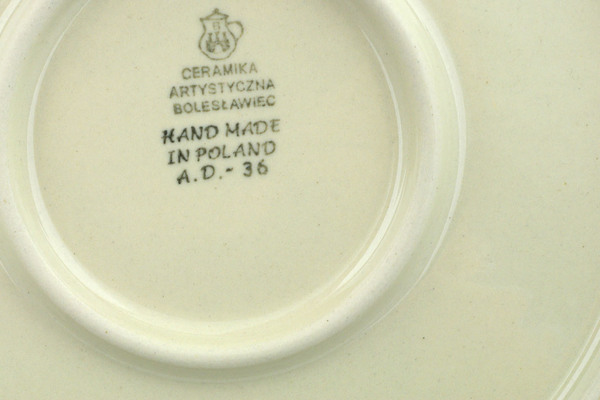 CERAMIKA
ARTYSTYCZNA
BOLESŁAWIEC
HAND MADE
IN POLAND
A.D.- 36